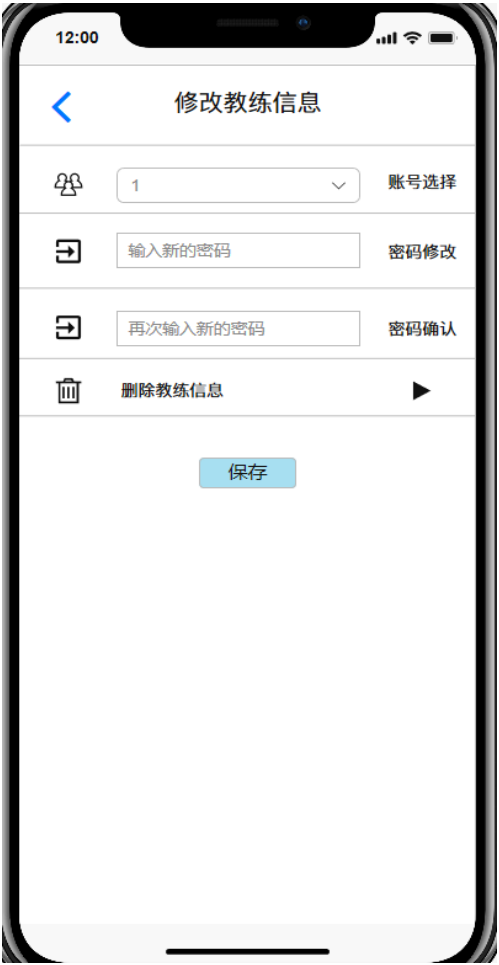 12:00
修改教练信息
1
账号选择
输入新的密码
密码修改
再次输入新的密码
密码确认
删除教练信息
保存